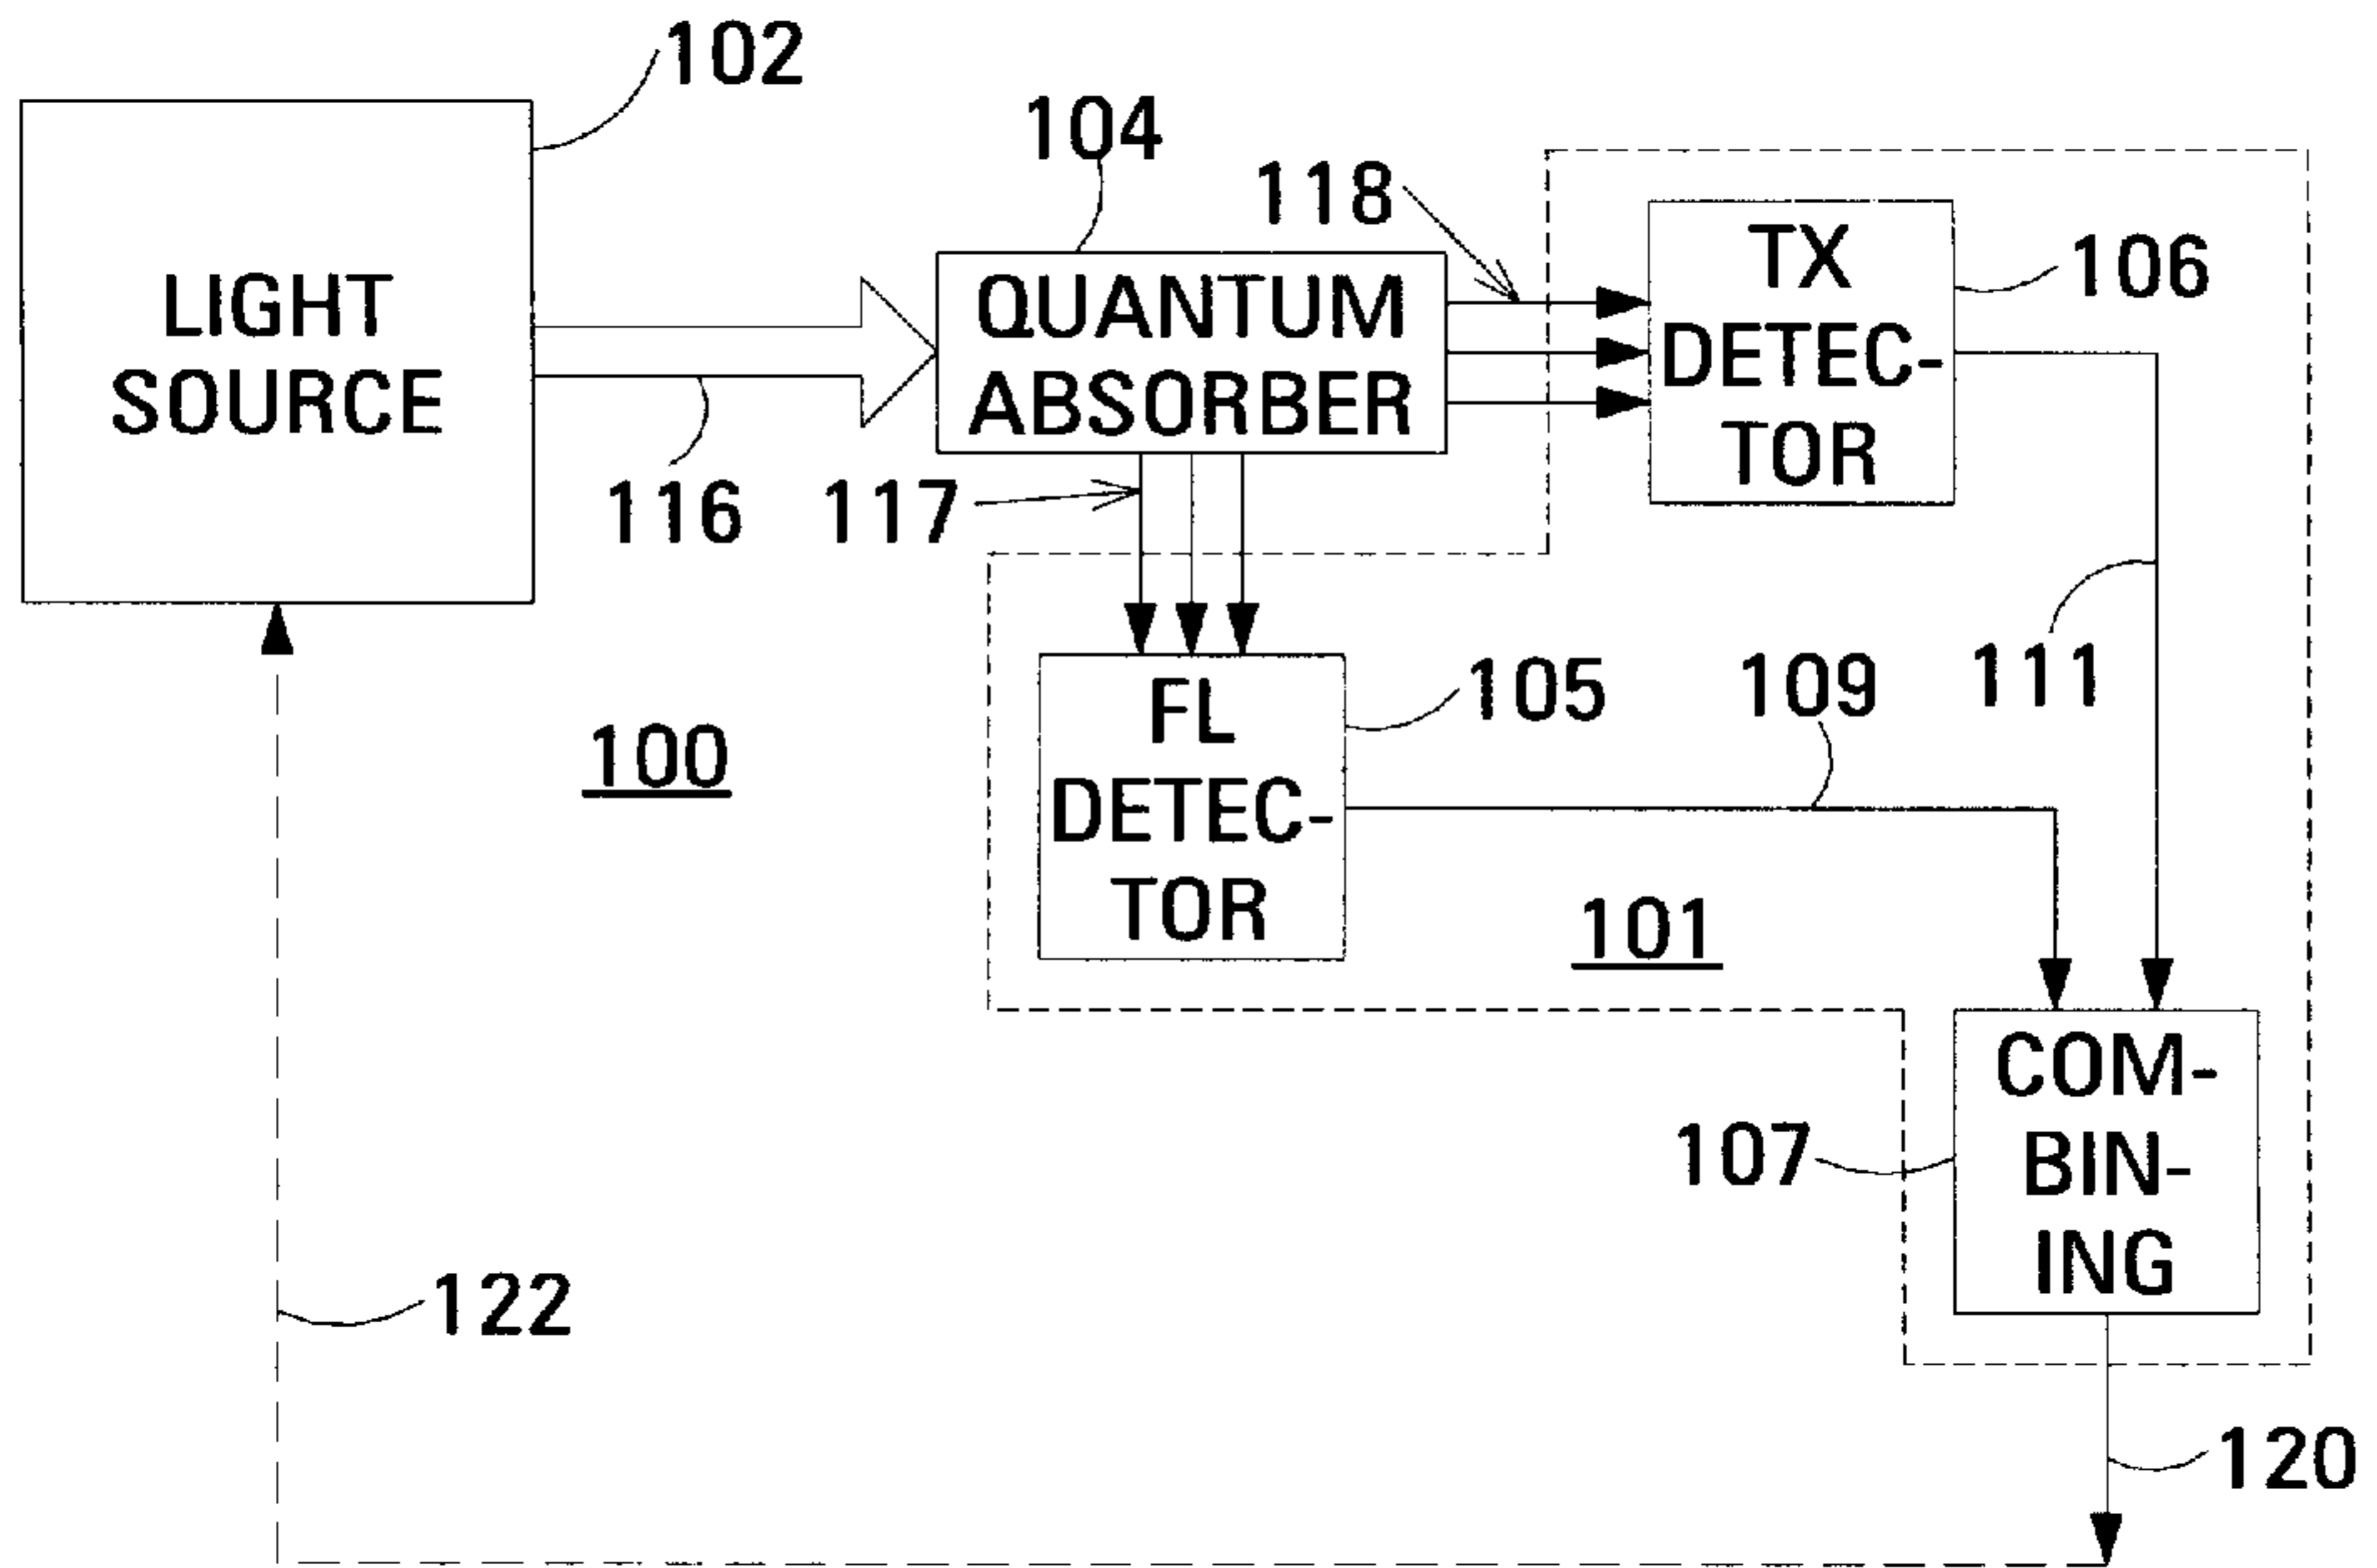 102
104
118
LIGHT
SOURCE
QUANTUM
ABSORBER
TX
DETEC-
TOR
106
116
117
111
100
FL
DETEC-
TOR
105
109
101
COM-
BIN-
ING
107
122
120